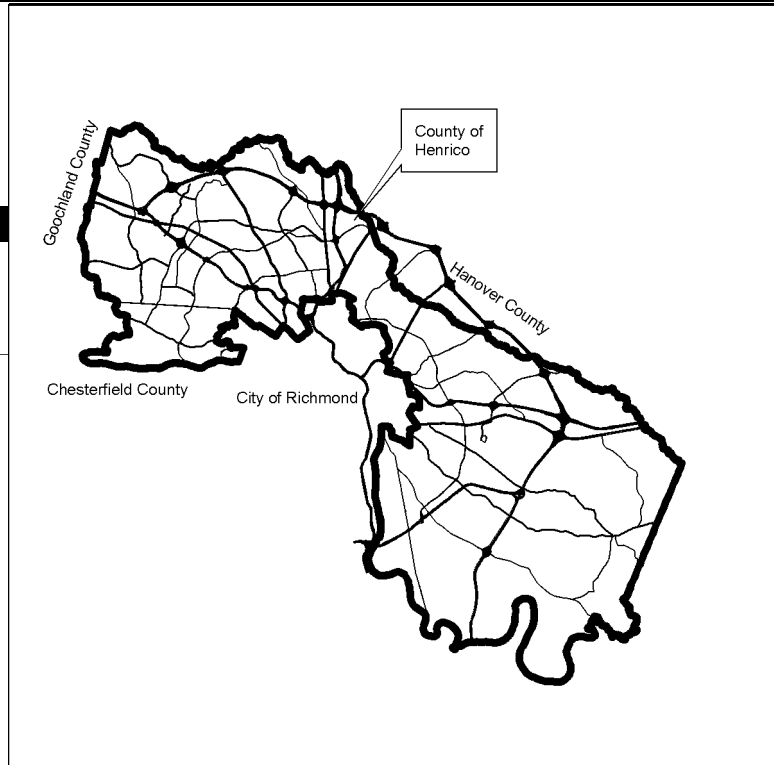 County of
Henrico
Goochland County
Hanover County
Chesterfield County
City of Richmond